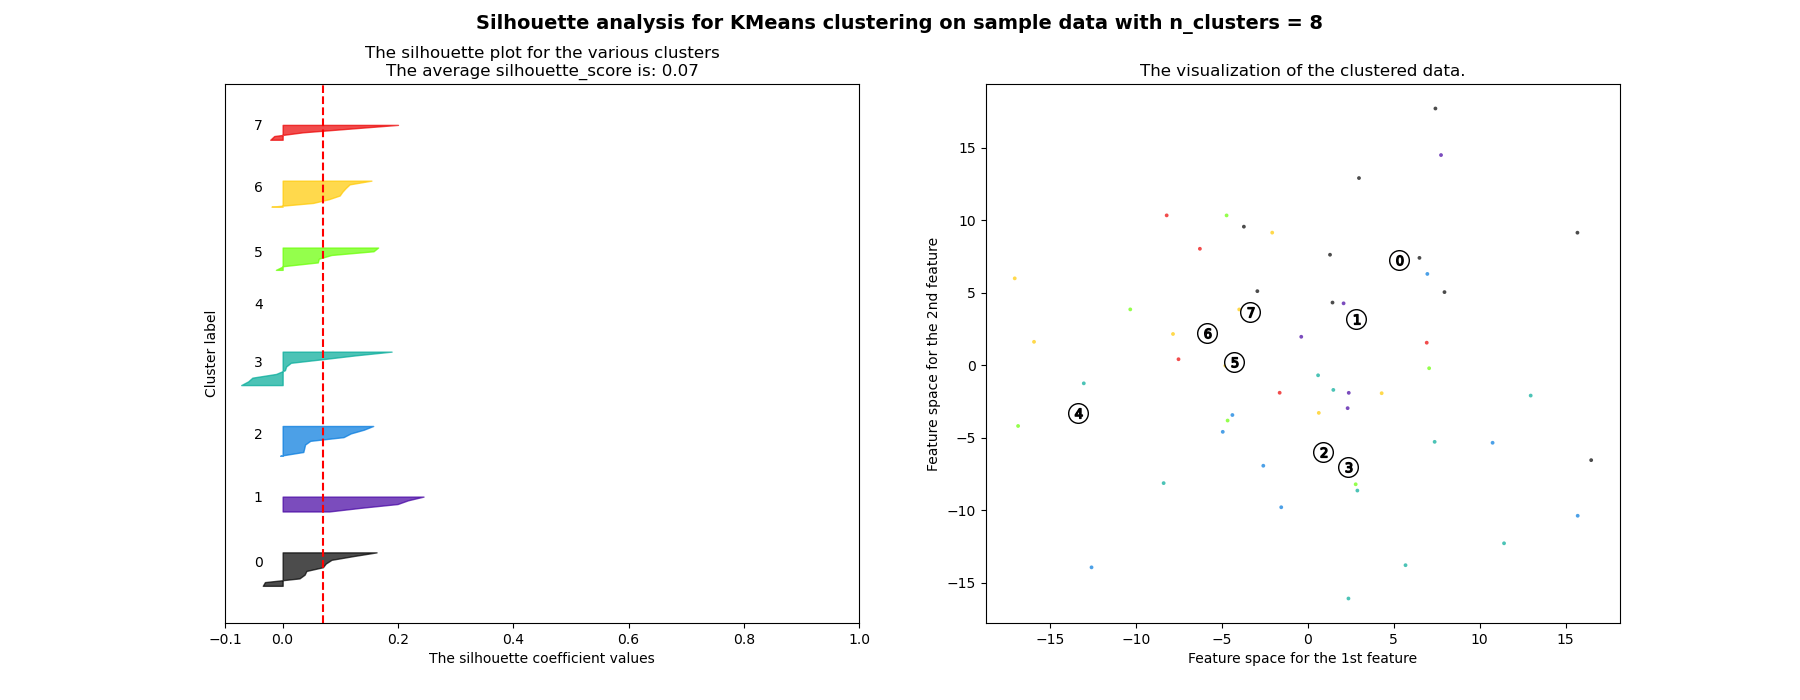 Silhouette analysis for KMeans clustering on sample data with n_clusters = 8
The silhouette plot for the various clusters
The average silhouette_score is: 0.07
7
6
5
4
3
2
1
0
Cluster label
−0.1 0.0 0.2 0.4 0.6 0.8 1.0
The silhouette coefficient values
The visualization of the clustered data.
15
10
5
0
−5
−10
−15
Feature space for the 2nd feature
0
7
1
6
5
4
2
3
−15 −10 −5 0 5 10 15
Feature space for the 1st feature